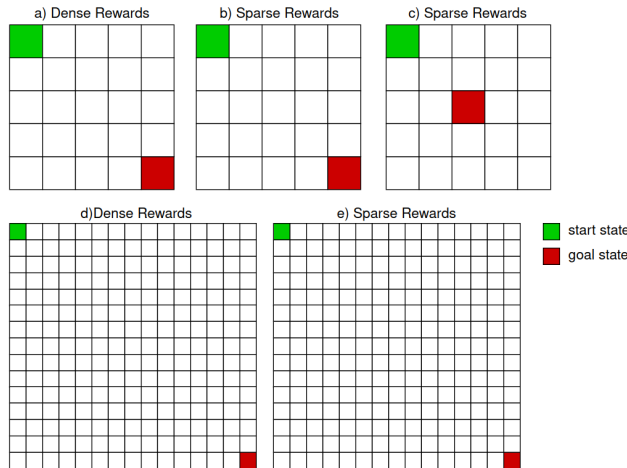 a) Dense Rewards
b) Sparse Rewards
c) Sparse Rewards
d)Dense Rewards
e) Sparse Rewards
start state
goal state